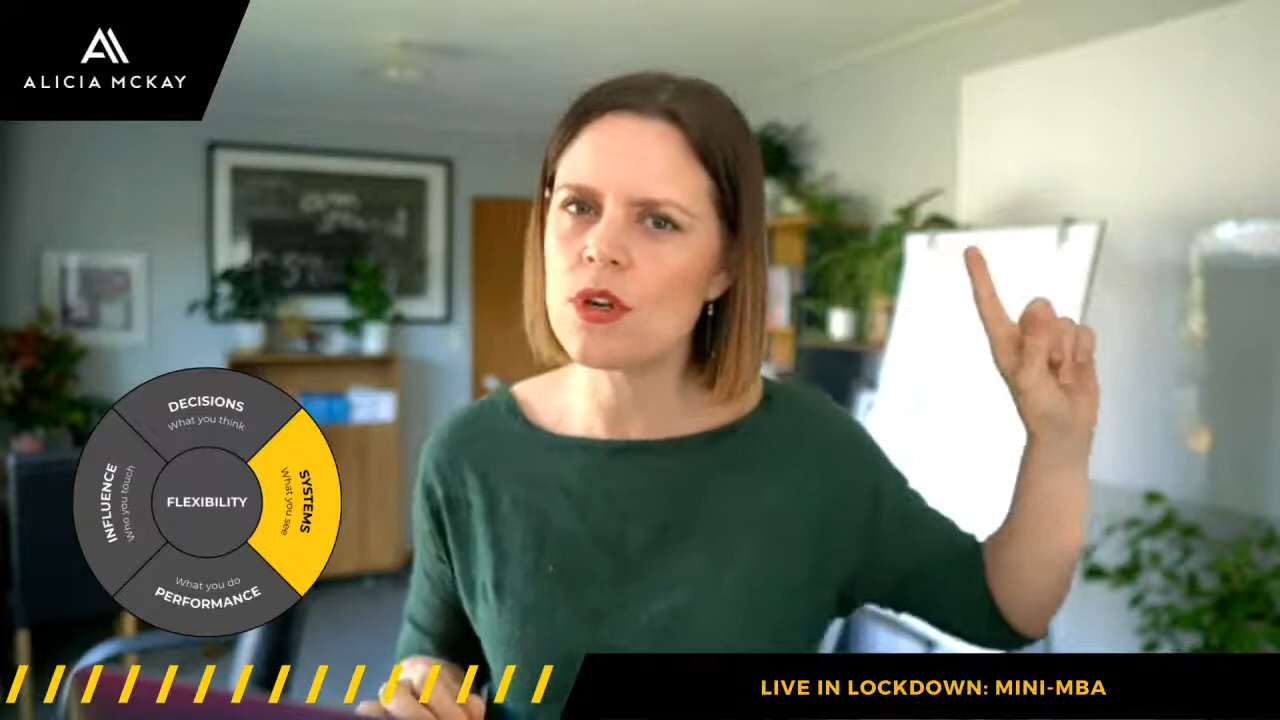 ALICIA MCKAY
DECISIONS
What you think
INFLUENCE
Who you touch
FLEXIBILITY
SYSTEMS
What you see
What you do
PERFORMANCE
LIVE IN LOCKDOWN: MINI-MBA